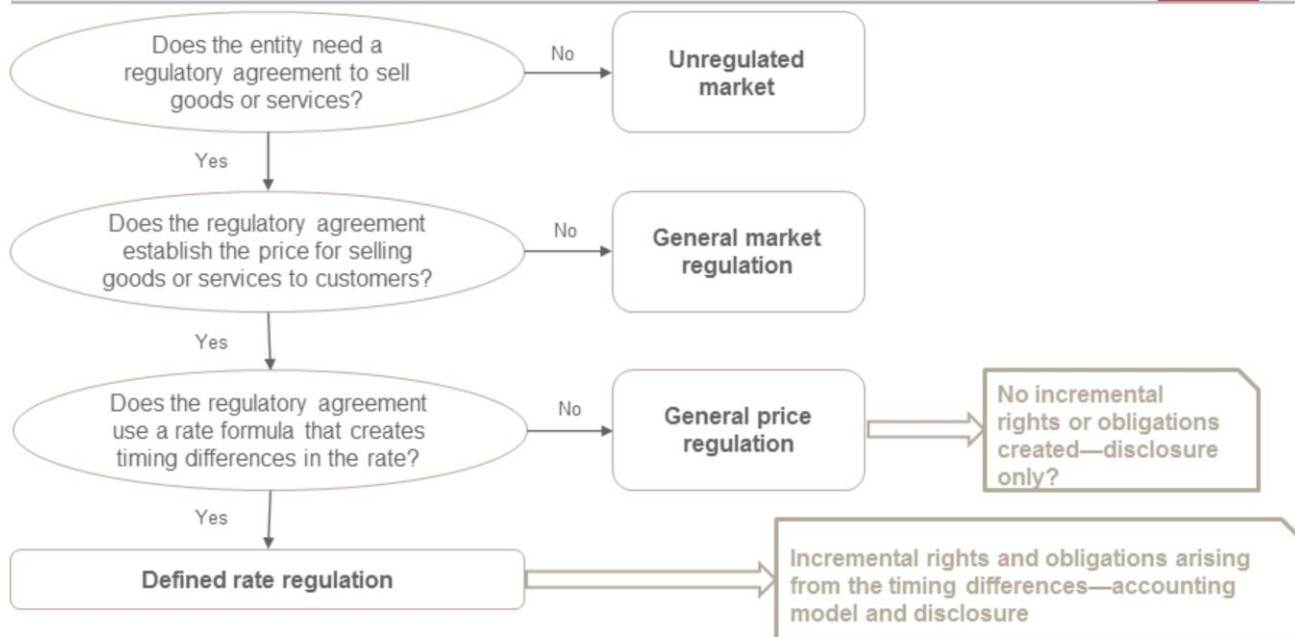 Does the entity need a
regulatory agreement to sell
goods or services?
No
Unregulated
market
Yes
Does the regulatory agreement
establish the price for selling
goods or services to customers?
No
General market
regulation
Yes
Does the regulatory agreement
use a rate formula that creates
timing differences in the rate?
No
General price
regulation
No incremental
rights or obligations
created—disclosure
only?
Yes
Defined rate regulation
Incremental rights and obligations arising
from the timing differences—accounting
model and disclosure